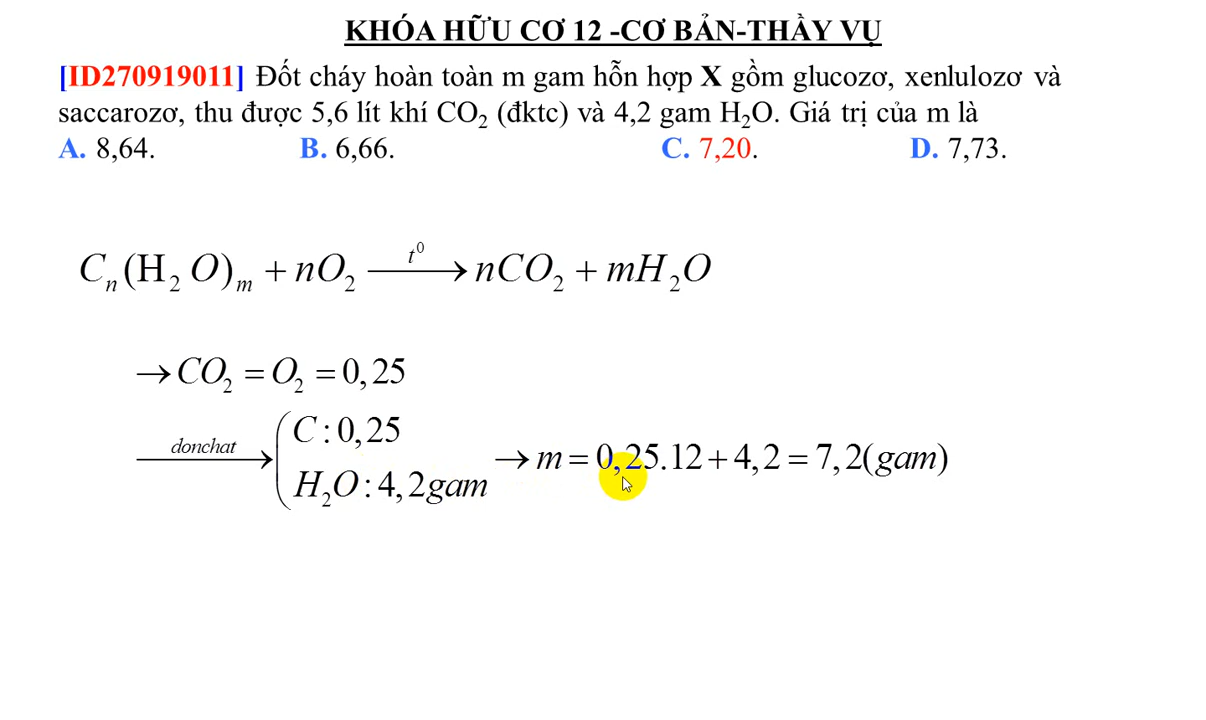 KHÓA HỮU CƠ 12 -CƠ BẢN-THẦY VỤ
[ID270919011] Đốt cháy hoàn toàn m gam hỗn hợp X gồm glucozơ, xenlulozơ và
saccarozơ, thu được 5,6 lít khí CO₂ (đktc) và 4,2 gam H₂O. Giá trị của m là
A. 8,64. B. 6,66. C. 7,20. D. 7,73.
Cₙ(H₂O)ₘ + nO₂ —t⁰→ nCO₂ + mH₂O
→ CO₂ = O₂ = 0,25
C : 0,25
donchat → H₂O : 4,2gam → m = 0,25.12 + 4,2 = 7,2(gam)